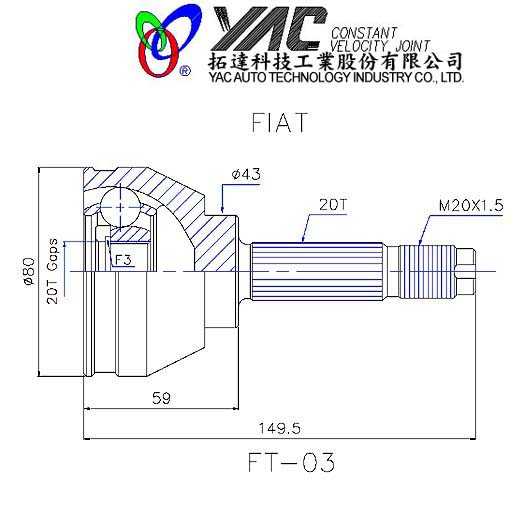 YAC CONSTANT
VELOCITY JOINT
拓達科技工業股份有限公司
YAC AUTO TECHNOLOGY INDUSTRY CO., LTD.
®
FIAT
Ø43
20T
M20X1.5
Ø80
20T Gaps
F3
59
149.5
FT-03